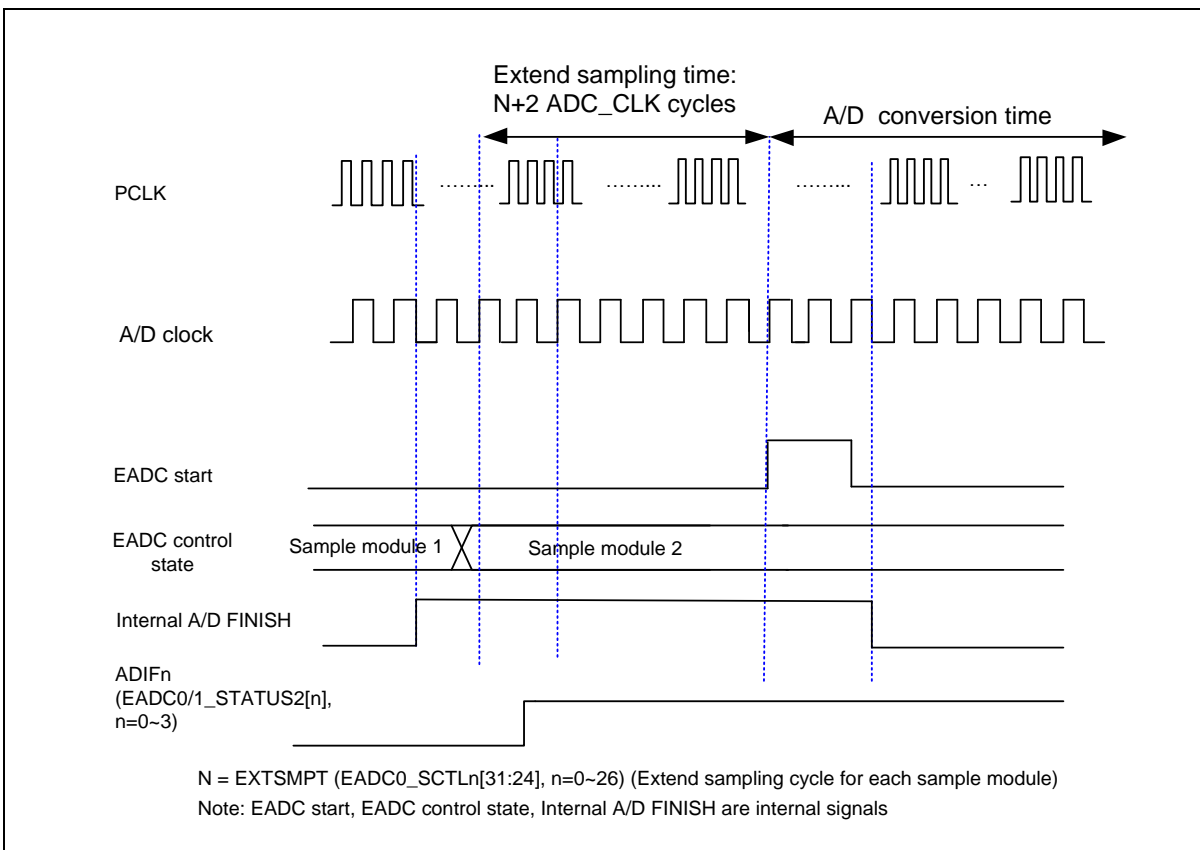 Extend sampling time:
N+2 ADC_CLK cycles
A/D conversion time
PCLK
A/D clock
EADC start
EADC control
state
Sample module 1
Sample module 2
Internal A/D FINISH
ADIFn
(EADC0/1_STATUS2[n],
n=0~3)
N = EXTSMPT (EADC0_SCTLn[31:24], n=0~26) (Extend sampling cycle for each sample module)
Note: EADC start, EADC control state, Internal A/D FINISH are internal signals